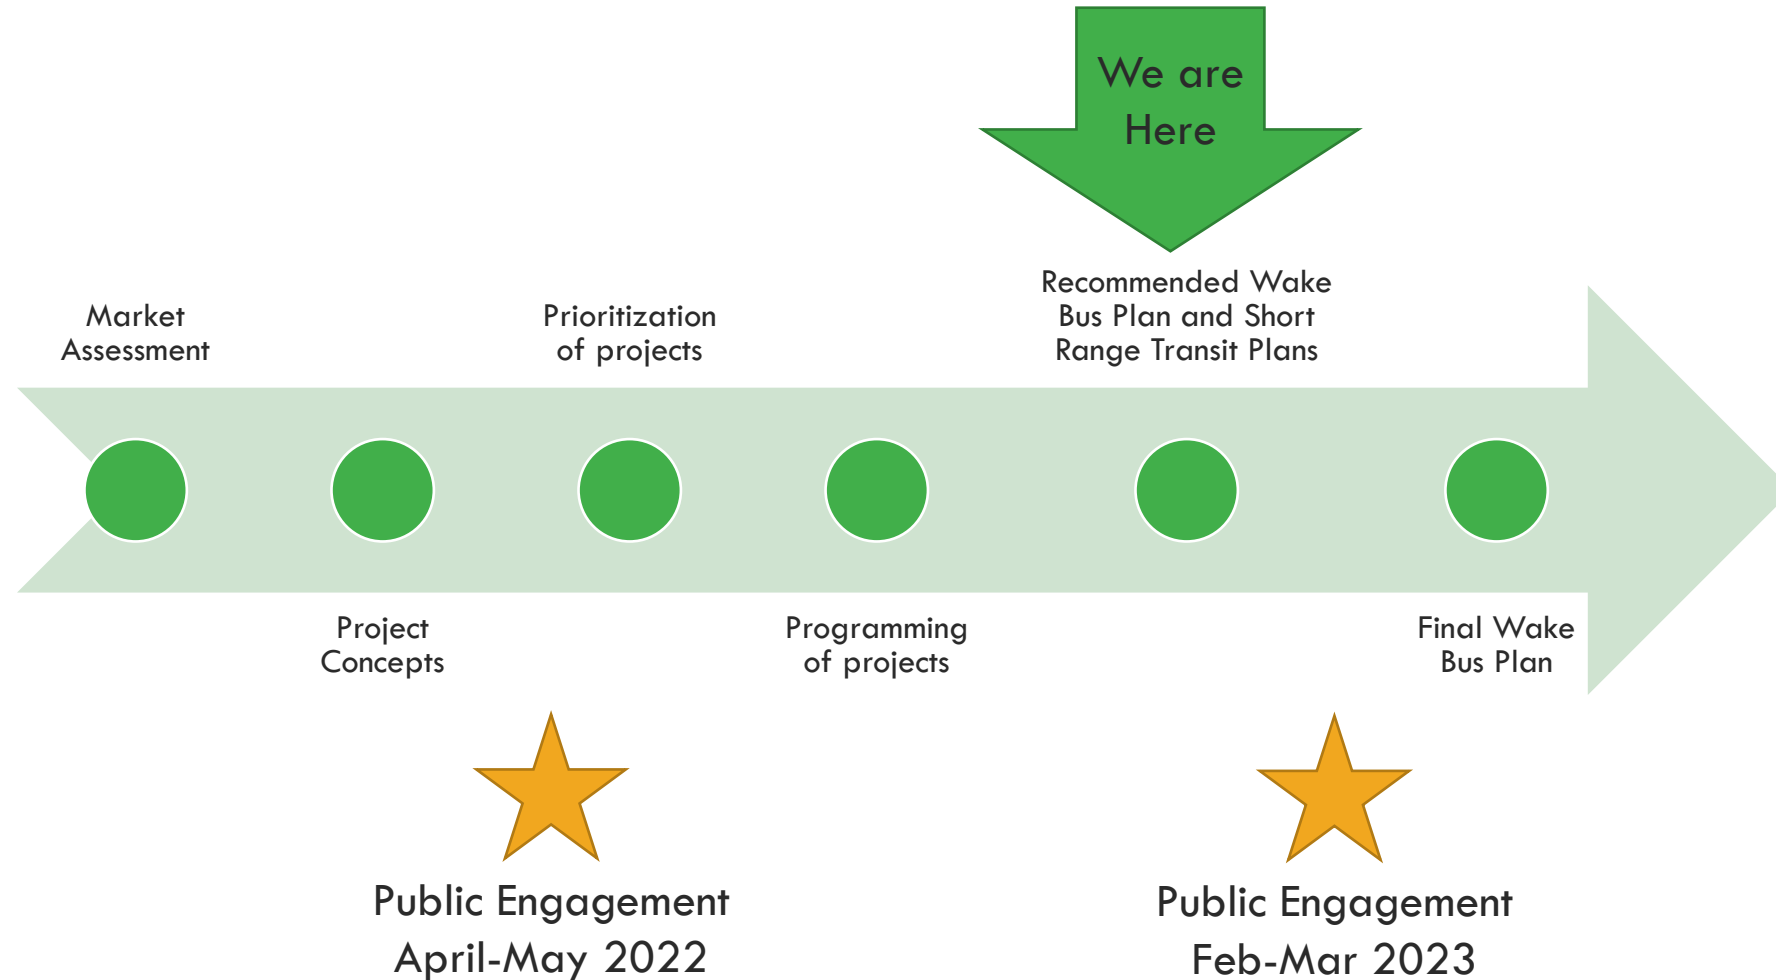 We are
Here
Market
Assessment
Prioritization
of projects
Recommended Wake
Bus Plan and Short
Range Transit Plans
Project
Concepts
Programming
of projects
Final Wake
Bus Plan
Public Engagement
April-May 2022
Public Engagement
Feb-Mar 2023